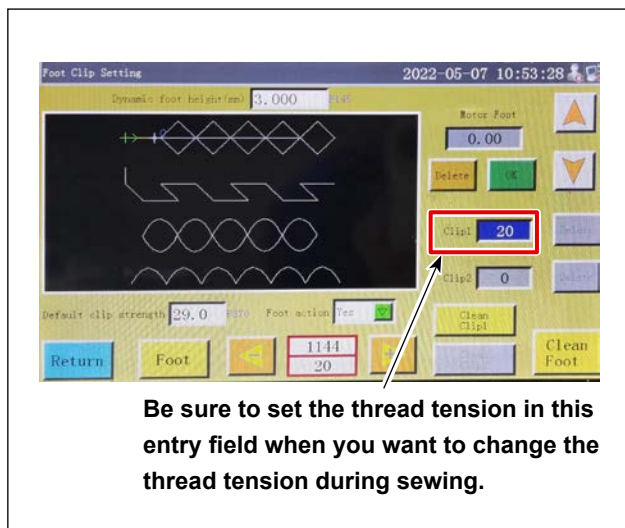 Foot Clip Setting
2022-05-07 10:53:28
Dynamic foot height(mm) 3.000 P145
Motor Foot
0.00
Delete OK
Clip1 20 Delete
Clip2 0 Delete
Default clip strength 29.0 Foot action Yes
Clean
Clip1
Return Foot
1144
20
Clean
Foot
Be sure to set the thread tension in this
entry field when you want to change the
thread tension during sewing.